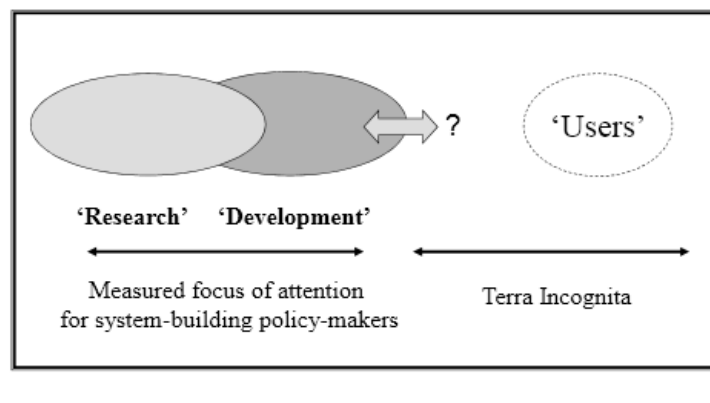 ?
‘Users’
‘Research’ ‘Development’
Measured focus of attention
for system-building policy-makers
Terra Incognita